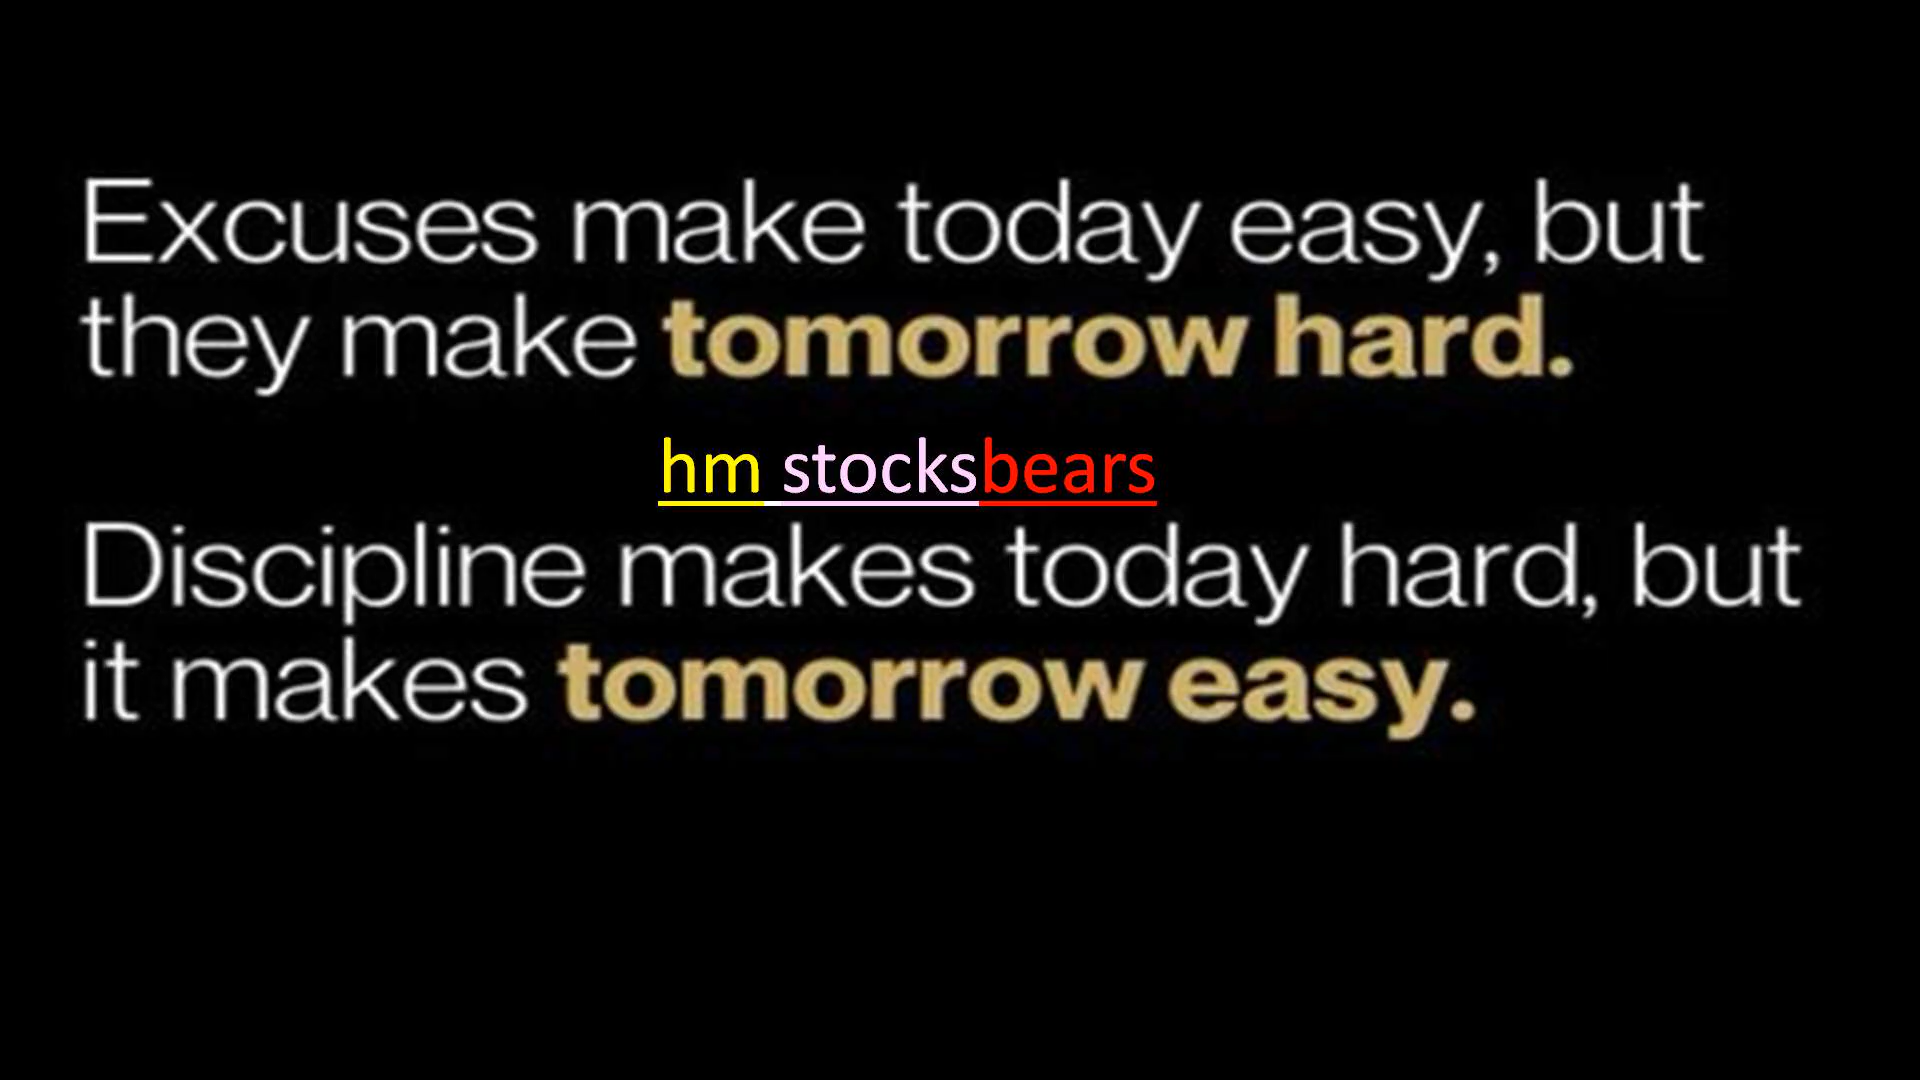 Excuses make today easy, but
they make tomorrow hard.
hm stocksbears
Discipline makes today hard, but
it makes tomorrow easy.